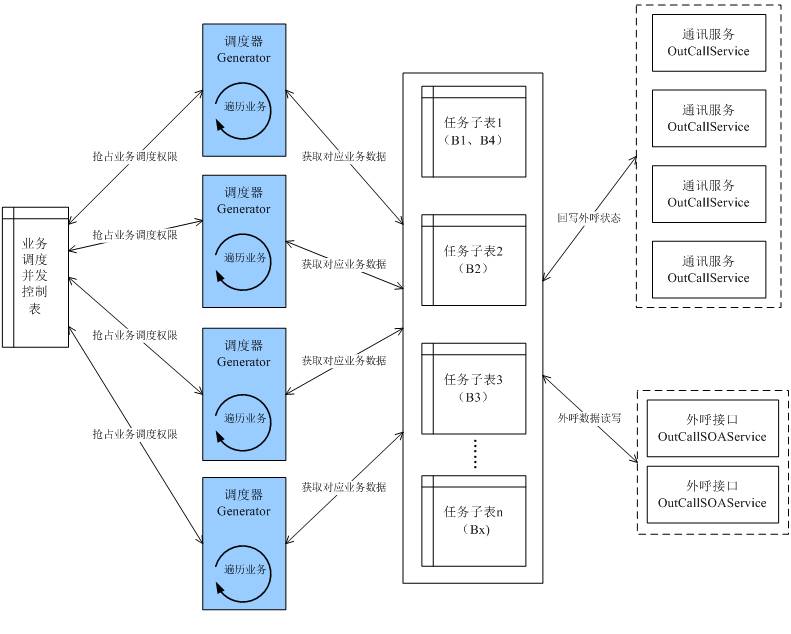 业务
调度
并发
控制
表
抢占业务调度权限
抢占业务调度权限
抢占业务调度权限
抢占业务调度权限
调度器
Generator
遍历业务
调度器
Generator
遍历业务
调度器
Generator
遍历业务
调度器
Generator
遍历业务
获取对应业务数据
获取对应业务数据
获取对应业务数据
获取对应业务数据
任务子表1
（B1、B4）
任务子表2
（B2）
任务子表3
（B3）
任务子表n
（Bx)
回写外呼状态
外呼数据读写
通讯服务
OutCallService
通讯服务
OutCallService
通讯服务
OutCallService
通讯服务
OutCallService
外呼接口
OutCallSOAService
外呼接口
OutCallSOAService